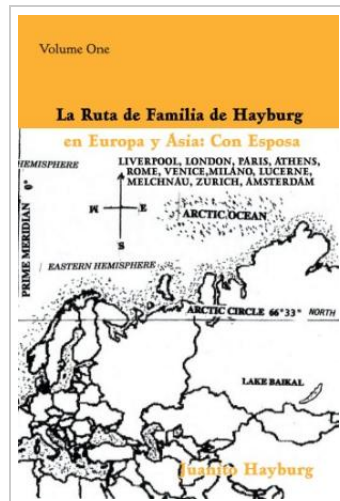 Volume One
La Ruta de Familia de Hayburg
en Europa y Asia: Con Esposa
HEMISPHERE
LIVERPOOL, LONDON, PARIS, ATHENS,
ROME, VENICE,MILANO, LUCERNE,
MELCHNAU, ZURICH, AMSTERDAM
PRIME MERIDIAN 0°
W E
S
ARCTIC OCEAN
EASTERN HEMISPHERE
ARCTIC CIRCLE 66°33' NORTH
LAKE BAIKAL
Juanito Hayburg